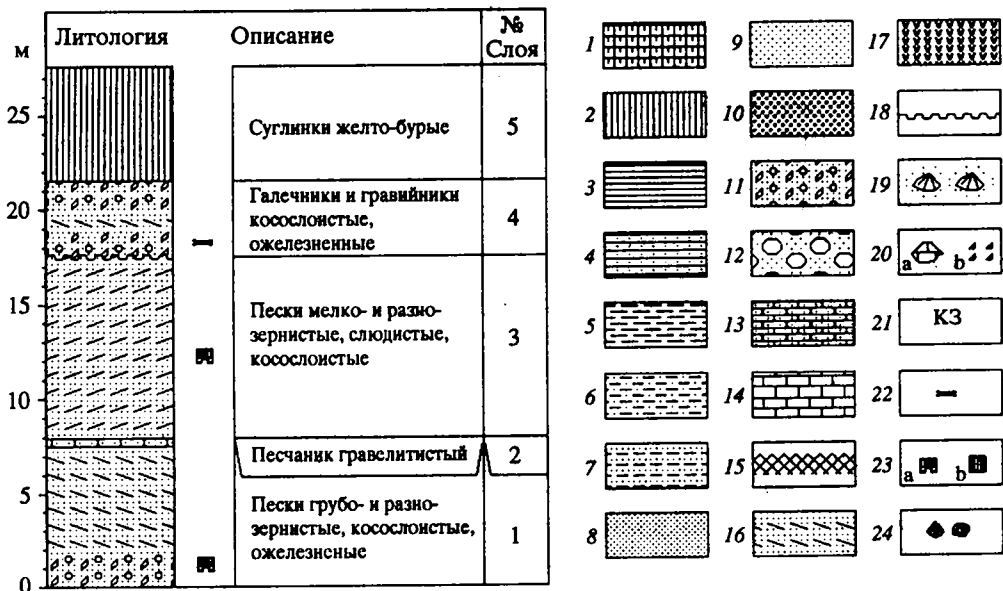 м
Литология
Описание
№
Слоя
25
20
15
10
5
0
Суглинки желто-бурые
5
Галечники и гравийники
косослоистые,
ожелезненные
4
Пески мелко- и разно-
зернистые, слюдистые,
косослоистые
3
Песчаник гравелитистый
2
Пески грубо- и разно-
зернистые, косослоистые,
ожелезненные
1
1
2
3
4
5
6
7
8
9
10
11
12
13
14
15
16
17
18
19
20
a
b
21
КЗ
22
23
a
b
24